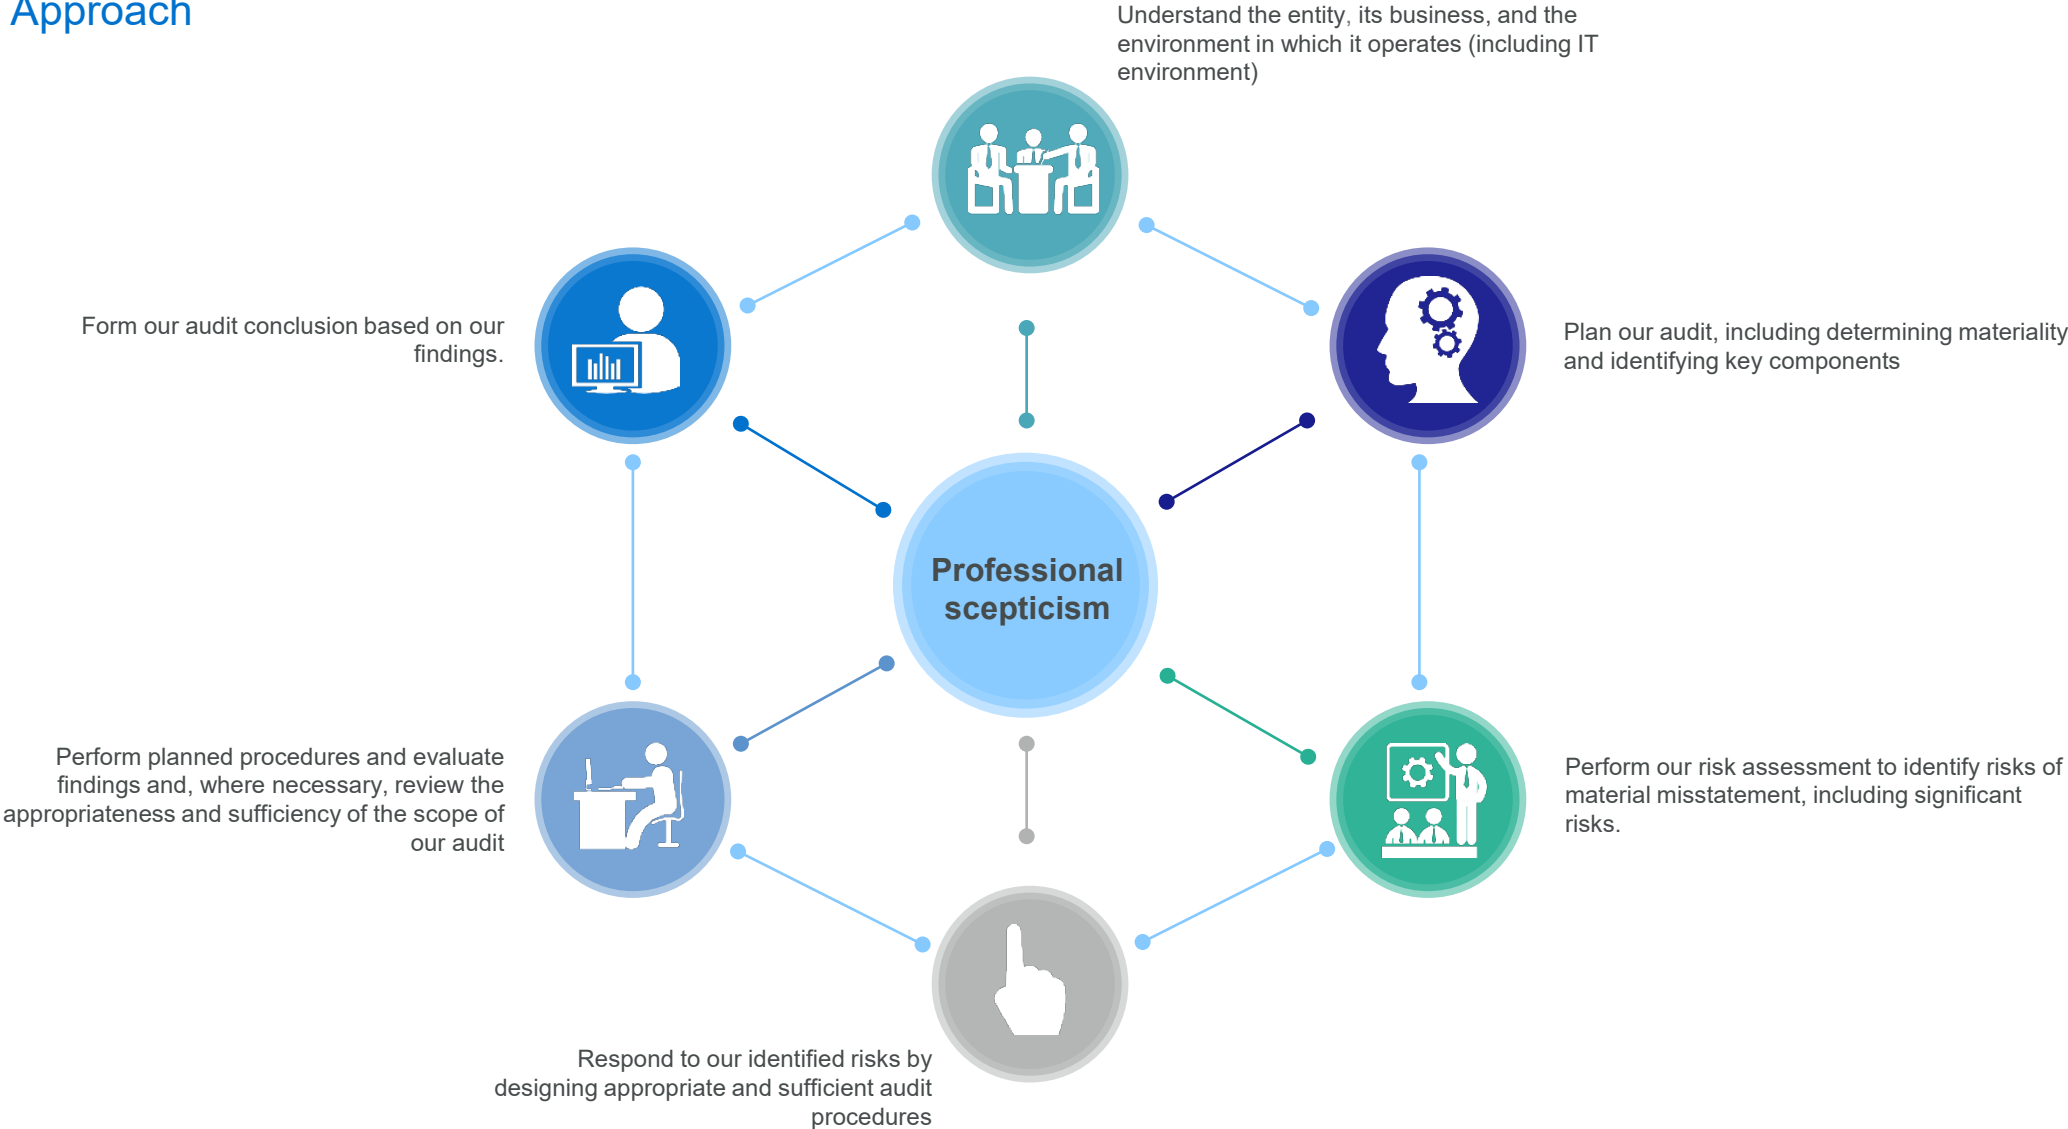 Approach
Understand the entity, its business, and the
environment in which it operates (including IT
environment)
Plan our audit, including determining materiality
and identifying key components
Perform our risk assessment to identify risks of
material misstatement, including significant
risks.
Respond to our identified risks by
designing appropriate and sufficient audit
procedures
Perform planned procedures and evaluate
findings and, where necessary, review the
appropriateness and sufficiency of the scope of
our audit
Form our audit conclusion based on our
findings.
Professional
scepticism